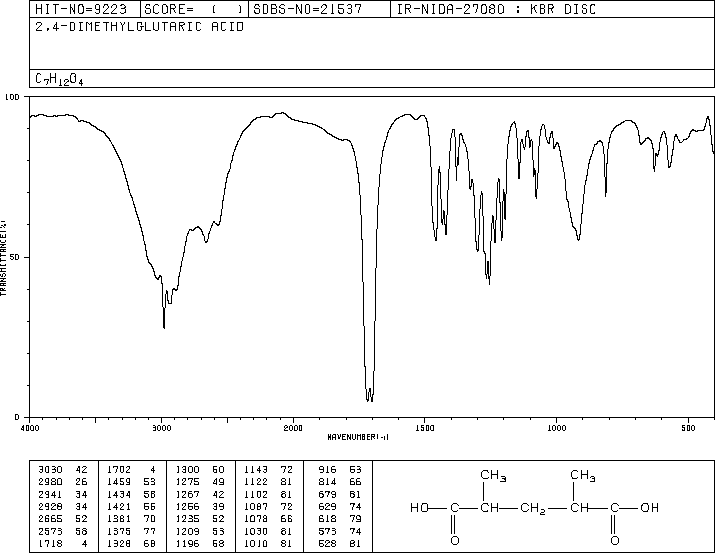 HIT-NO=9223 SCORE= ( ) SDBS-NO=21537 IR-NIDA-27080 : KBR DISC
2,4-DIMETHYLGLUTARIC ACID
C7H12O4
100
50
0
TRANSMITTANCE(%)
4000 3000 2000 1500 1000 500
WAVENUMBER(-1)
3030 42 1702 4 1300 50 1143 72 916 53
2980 26 1459 53 1275 49 1122 81 814 66
2941 34 1434 58 1267 42 1102 81 679 81
2928 34 1421 55 1256 39 1087 72 629 74
2665 52 1381 70 1235 52 1078 66 618 79
2573 58 1375 77 1209 53 1030 81 573 74
1718 4 1328 68 1196 58 1010 81 528 81
CH3 CH3
HO C CH CH2 CH C OH
O O